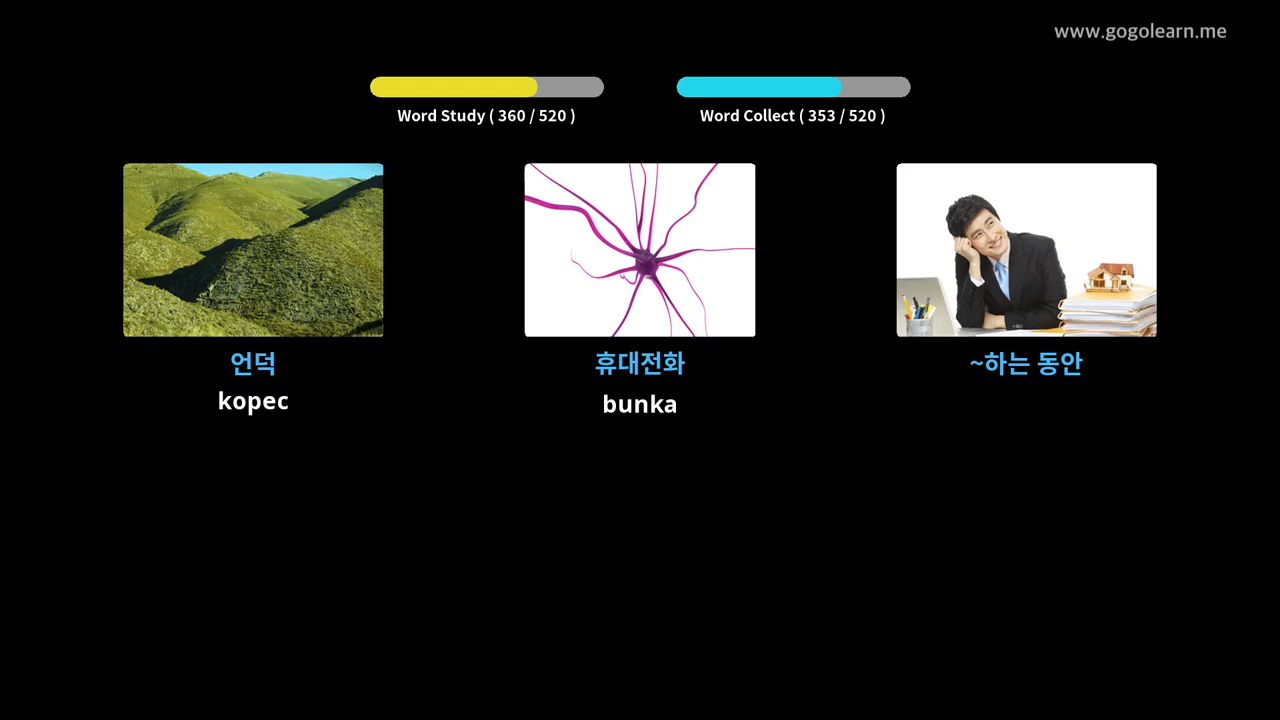 www.gogolearn.me
Word Study ( 360 / 520 )
Word Collect ( 353 / 520 )
언덕
kopec
휴대전화
bunka
~하는 동안